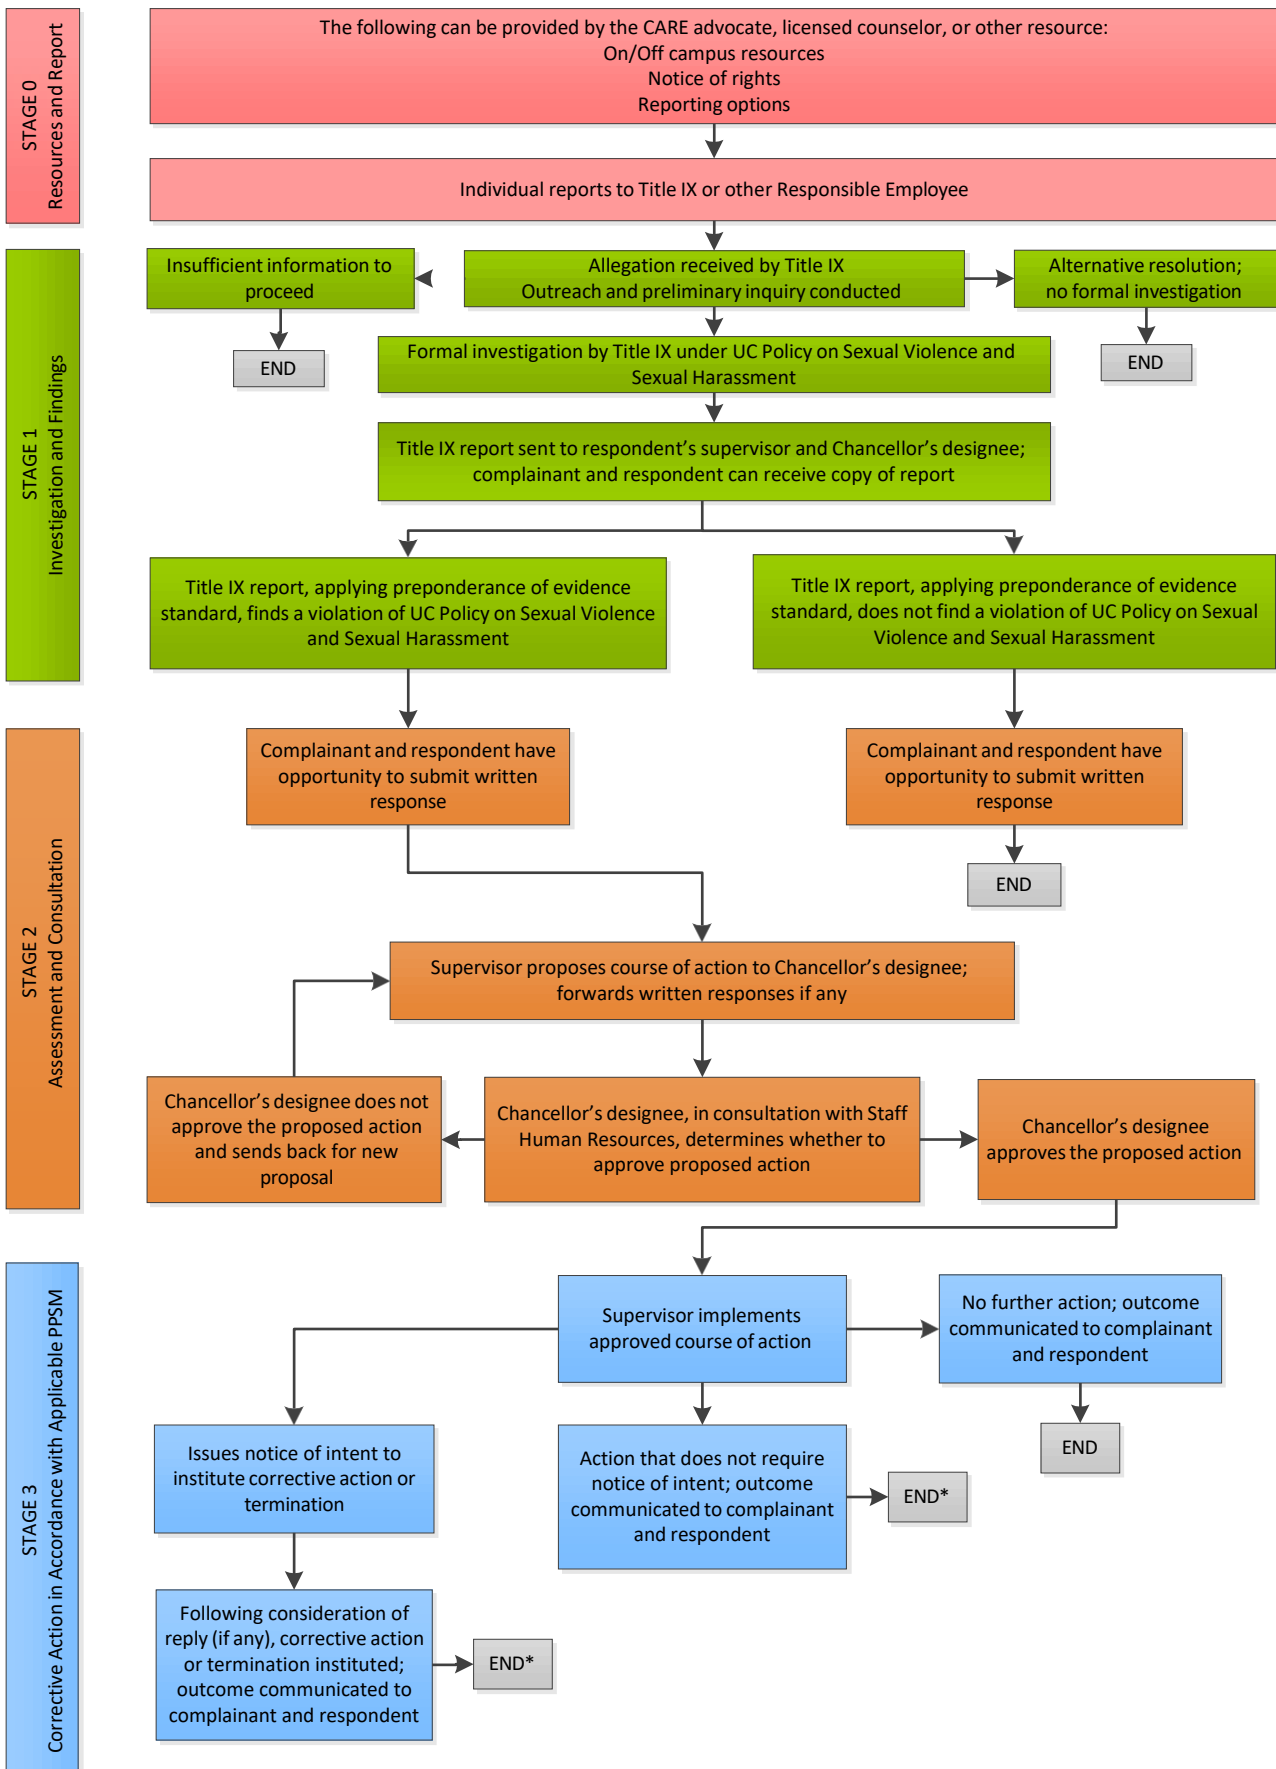 STAGE 0
Resources and Report
The following can be provided by the CARE advocate, licensed counselor, or other resource:
On/Off campus resources
Notice of rights
Reporting options
Individual reports to Title IX or other Responsible Employee
STAGE 1
Investigation and Findings
Insufficient information to
proceed
Allegation received by Title IX
Outreach and preliminary inquiry conducted
Alternative resolution;
no formal investigation
END
END
Formal investigation by Title IX under UC Policy on Sexual Violence and
Sexual Harassment
Title IX report sent to respondent’s supervisor and Chancellor’s designee;
complainant and respondent can receive copy of report
Title IX report, applying preponderance of evidence
standard, finds a violation of UC Policy on Sexual Violence
and Sexual Harassment
Title IX report, applying preponderance of evidence
standard, does not find a violation of UC Policy on Sexual
Violence and Sexual Harassment
STAGE 2
Assessment and Consultation
Complainant and respondent have
opportunity to submit written
response
Complainant and respondent have
opportunity to submit written
response
END
Supervisor proposes course of action to Chancellor’s designee;
forwards written responses if any
Chancellor’s designee does not
approve the proposed action
and sends back for new
proposal
Chancellor’s designee, in consultation with Staff
Human Resources, determines whether to
approve proposed action
Chancellor’s designee
approves the proposed action
STAGE 3
Corrective Action in Accordance with Applicable PPSM
Supervisor implements
approved course of action
No further action; outcome
communicated to complainant
and respondent
END
Issues notice of intent to
institute corrective action or
termination
Action that does not require
notice of intent; outcome
communicated to complainant
and respondent
END*
Following consideration of
reply (if any), corrective action
or termination instituted;
outcome communicated to
complainant and respondent
END*